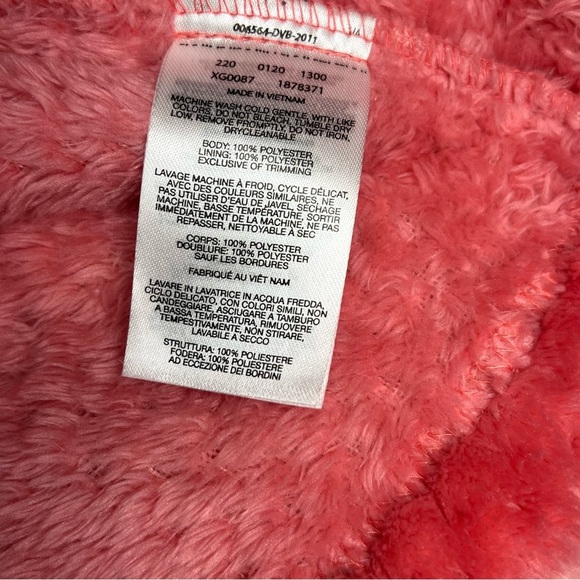 006564-DVB-2011
220 0120 1300
XG0087 1878371
MADE IN VIETNAM
MACHINE WASH COLD GENTLE, WITH LIKE
COLORS, DO NOT BLEACH, TUMBLE DRY
LOW, REMOVE PROMPTLY, DO NOT IRON,
DRYCLEANABLE
BODY: 100% POLYESTER
LINING: 100% POLYESTER
EXCLUSIVE OF TRIMMING
LAVAGE MACHINE À FROID, CYCLE DÉLICAT,
AVEC DES COULEURS SIMILAIRES, NE
PAS UTILISER D'EAU DE JAVEL, SÉCHAGE
MACHINE, BASSE TEMPÉRATURE, SORTIR
IMMÉDIATEMENT DE LA MACHINE, NE PAS
REPASSER, NETTOYABLE À SEC
CORPS: 100% POLYESTER
DOUBLURE: 100% POLYESTER
SAUF LES BORDURES
FABRIQUÉ AU VIÊT NAM
LAVARE IN LAVATRICE IN ACQUA FREDDA,
CICLO DELICATO, CON COLORI SIMILI, NON
CANDEGGIARE, ASCIUGARE A TAMBURO
A BASSA TEMPERATURA, RIMUOVERE
TEMPESTIVAMENTE, NON STIRARE,
LAVABILE A SECCO
STRUTTURA: 100% POLIESTERE
FODERA: 100% POLIESTERE
AD ECCEZIONE DEI BORDINI